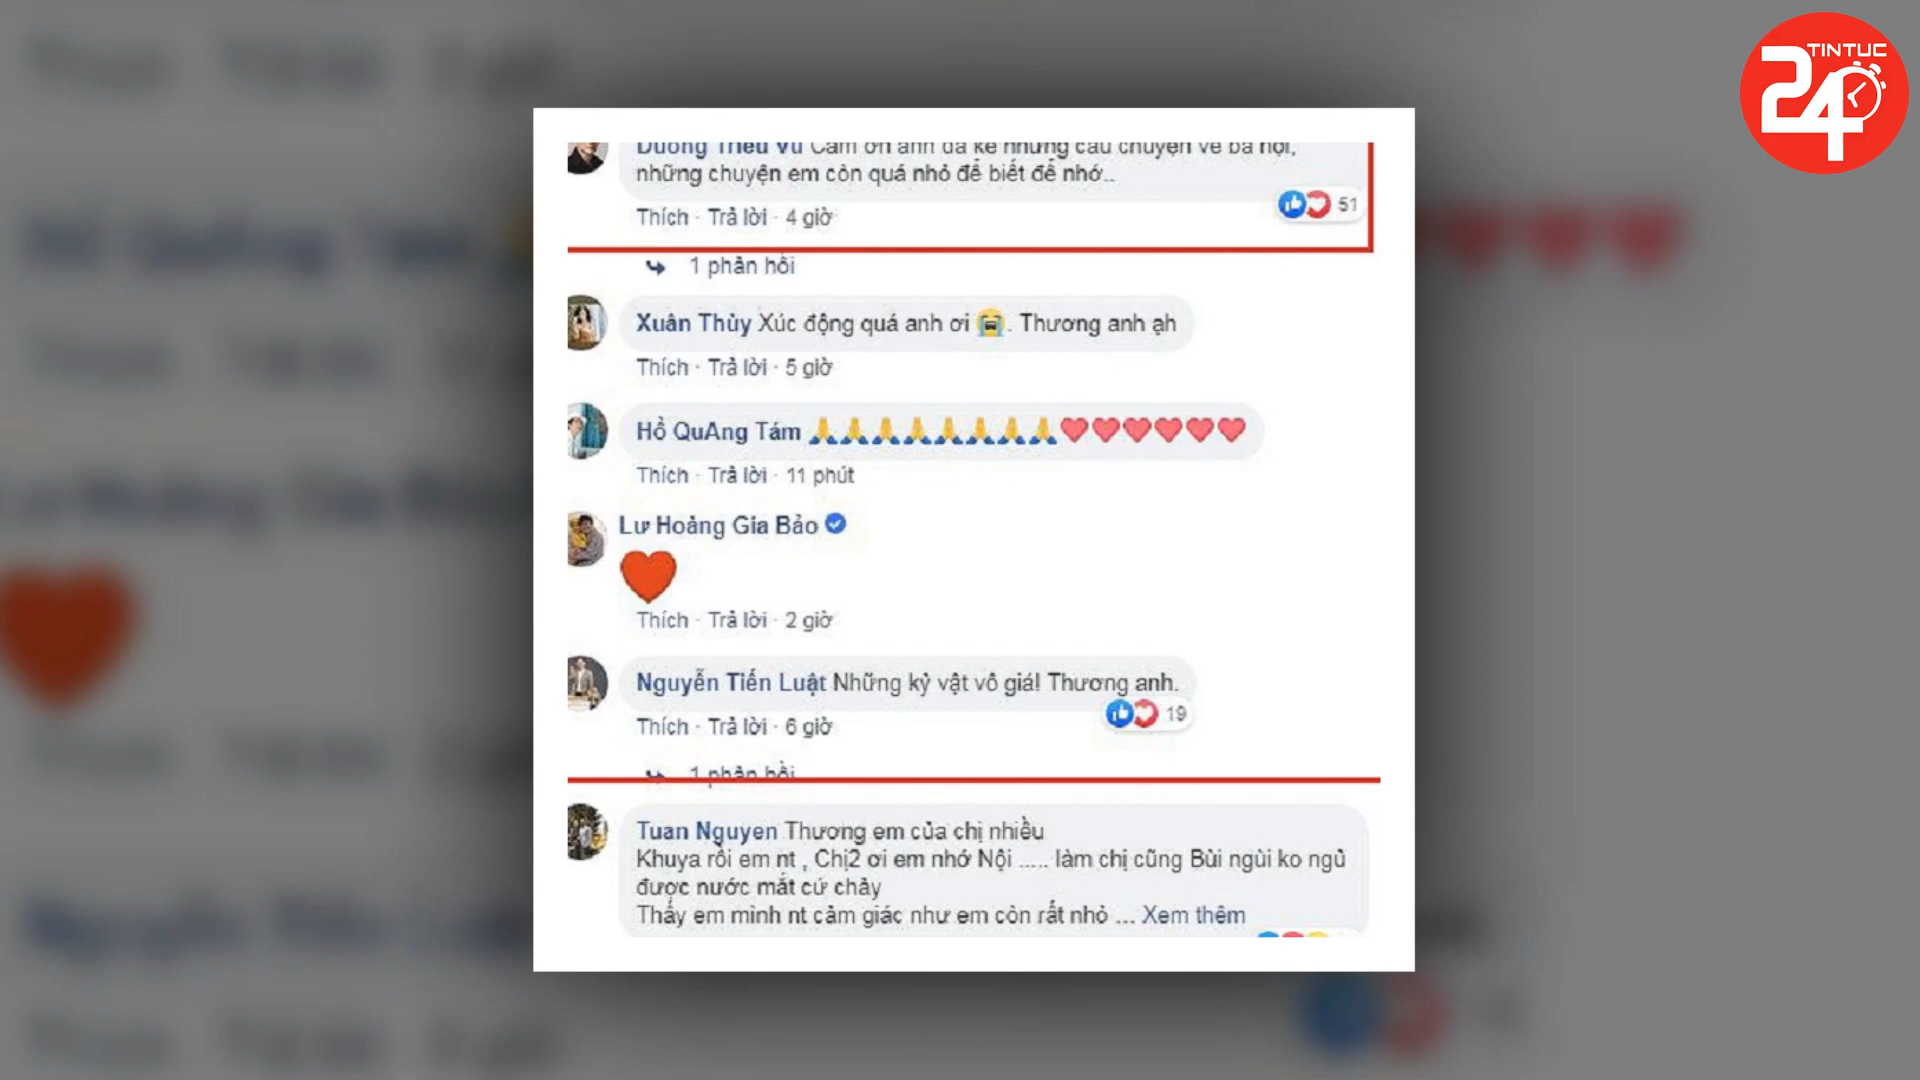 TINTUC
24
Dương Triệu Vũ Cảm ơn anh đã kể những câu chuyện về bà nội,
những chuyện em còn quá nhỏ để biết để nhớ..
51
Thích · Trả lời · 4 giờ
1 phản hồi
Xuân Thùy Xúc động quá anh ơi 😭. Thương anh ạh
Thích · Trả lời · 5 giờ
Hồ QuAng Tám 🙏🙏🙏🙏🙏🙏🙏🙏❤❤❤❤❤❤
Thích · Trả lời · 11 phút
Lư Hoàng Gia Bảo
Thích · Trả lời · 2 giờ
Nguyễn Tiến Luật Những kỷ vật vô giá! Thương anh.
19
Thích · Trả lời · 6 giờ
1 phản hồi
Tuan Nguyen Thương em của chị nhiều
Khuya rồi em nt , Chị2 ơi em nhớ Nội ..... làm chị cũng Bùi ngùi ko ngủ
được nước mắt cứ chảy
Thấy em mình nt cảm giác như em còn rất nhỏ ... Xem thêm